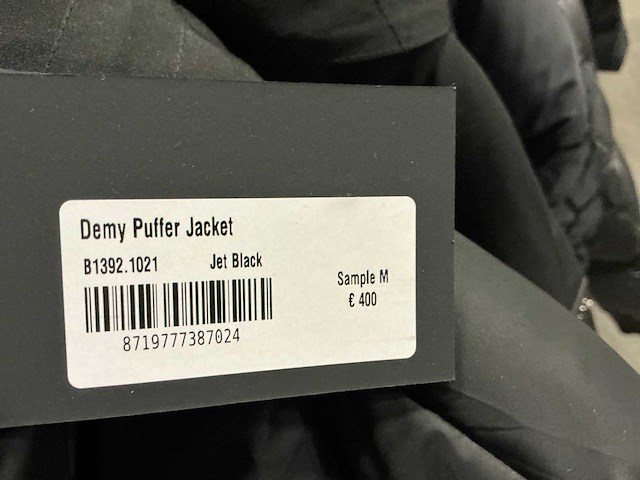 Demy Puffer Jacket
B1392.1021 Jet Black
Sample M
€ 400
8719777387024